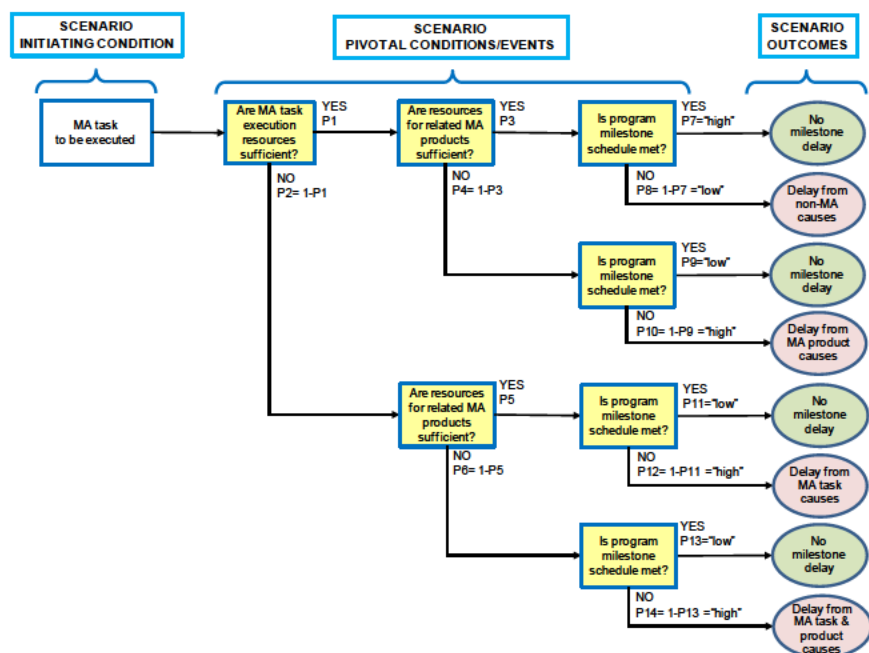 SCENARIO
INITIATING CONDITION
SCENARIO
PIVOTAL CONDITIONS/EVENTS
SCENARIO
OUTCOMES
MA task
to be executed
Are MA task
execution
resources
sufficient?
YES
P1
NO
P2= 1-P1
Are resources
for related MA
products
sufficient?
YES
P3
NO
P4= 1-P3
Is program
milestone
schedule met?
YES
P7="high"
NO
P8= 1-P7 ="low"
No
milestone
delay
Delay from
non-MA
causes
Is program
milestone
schedule met?
YES
P9="low"
NO
P10= 1-P9 ="high"
No
milestone
delay
Delay from
MA product
causes
Are resources
for related MA
products
sufficient?
YES
P5
NO
P6= 1-P5
Is program
milestone
schedule met?
YES
P11="low"
NO
P12= 1-P11 ="high"
No
milestone
delay
Delay from
MA task
causes
Is program
milestone
schedule met?
YES
P13="low"
NO
P14= 1-P13 ="high"
No
milestone
delay
Delay from
MA task &
product
causes